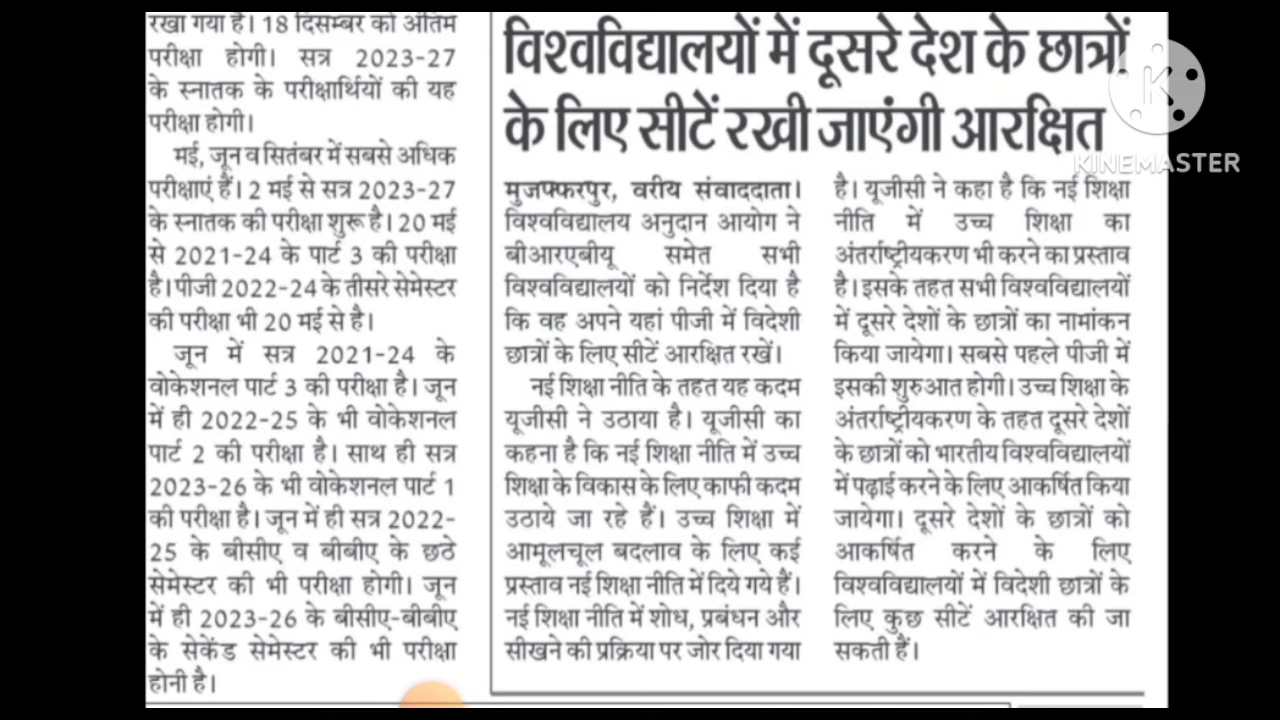 रखा गया है। 18 दिसम्बर को अंतिम
परीक्षा होगी। सत्र 2023-27
के स्नातक के परीक्षार्थियों की यह
परीक्षा होगी।
मई, जून व सितंबर में सबसे अधिक
परीक्षाएं हैं। 2 मई से सत्र 2023-27
के स्नातक की परीक्षा शुरू है। 20 मई
से 2021-24 के पार्ट 3 की परीक्षा
है। पीजी 2022-24 के तीसरे सेमेस्टर
की परीक्षा भी 20 मई से है।
जून में सत्र 2021-24 के
वोकेशनल पार्ट 3 की परीक्षा है। जून
में ही 2022-25 के भी वोकेशनल
पार्ट 2 की परीक्षा है। साथ ही सत्र
2023-26 के भी वोकेशनल पार्ट 1
की परीक्षा है। जून में ही सत्र 2022-
25 के बीसीए व बीबीए के छठे
सेमेस्टर की भी परीक्षा होगी। जून
में ही 2023-26 के बीसीए-बीबीए
के सेकेंड सेमेस्टर की भी परीक्षा
होनी है।
विश्वविद्यालयों में दूसरे देश के छात्रों
के लिए सीटें रखी जाएंगी आरक्षित
मुजफ्फरपुर, वरीय संवाददाता।
विश्वविद्यालय अनुदान आयोग ने
बीआरएबीयू समेत सभी
विश्वविद्यालयों को निर्देश दिया है
कि वह अपने यहां पीजी में विदेशी
छात्रों के लिए सीटें आरक्षित रखें।
नई शिक्षा नीति के तहत यह कदम
यूजीसी ने उठाया है। यूजीसी का
कहना है कि नई शिक्षा नीति में उच्च
शिक्षा के विकास के लिए काफी कदम
उठाये जा रहे हैं। उच्च शिक्षा में
आमूलचूल बदलाव के लिए कई
प्रस्ताव नई शिक्षा नीति में दिये गये हैं।
नई शिक्षा नीति में शोध, प्रबंधन और
सीखने की प्रक्रिया पर जोर दिया गया
है। यूजीसी ने कहा है कि नई शिक्षा
नीति में उच्च शिक्षा का
अंतर्राष्ट्रीयकरण भी करने का प्रस्ताव
है। इसके तहत सभी विश्वविद्यालयों
में दूसरे देशों के छात्रों का नामांकन
किया जायेगा। सबसे पहले पीजी में
इसकी शुरुआत होगी। उच्च शिक्षा के
अंतर्राष्ट्रीयकरण के तहत दूसरे देशों
के छात्रों को भारतीय विश्वविद्यालयों
में पढ़ाई करने के लिए आकर्षित किया
जायेगा। दूसरे देशों के छात्रों को
आकर्षित करने के लिए
विश्वविद्यालयों में विदेशी छात्रों के
लिए कुछ सीटें आरक्षित की जा
सकती हैं।
K
KINEMASTER